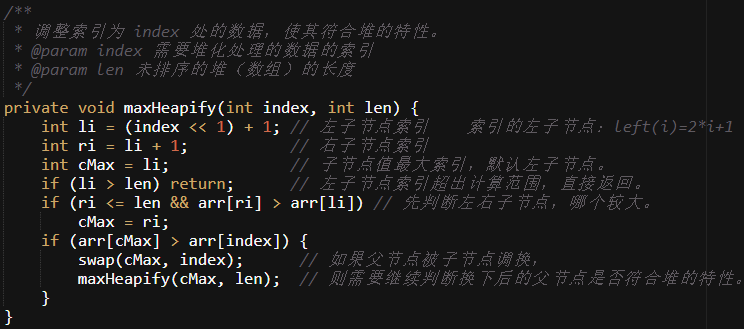 /**
 * 调整索引为 index 处的数据，使其符合堆的特性。
 * @param index 需要堆化处理的数据的索引
 * @param len 未排序的堆（数组）的长度
 */
private void maxHeapify(int index, int len) {
    int li = (index << 1) + 1; // 左子节点索引    索引的左子节点：left(i)=2*i+1
    int ri = li + 1;           // 右子节点索引
    int cMax = li;             // 子节点值最大索引，默认左子节点。
    if (li > len) return;      // 左子节点索引超出计算范围，直接返回。
    if (ri <= len && arr[ri] > arr[li]) // 先判断左右子节点，哪个较大。
        cMax = ri;
    if (arr[cMax] > arr[index]) {
        swap(cMax, index);      // 如果父节点被子节点调换，
        maxHeapify(cMax, len);  // 则需要继续判断换下后的父节点是否符合堆的特性。
    }
}